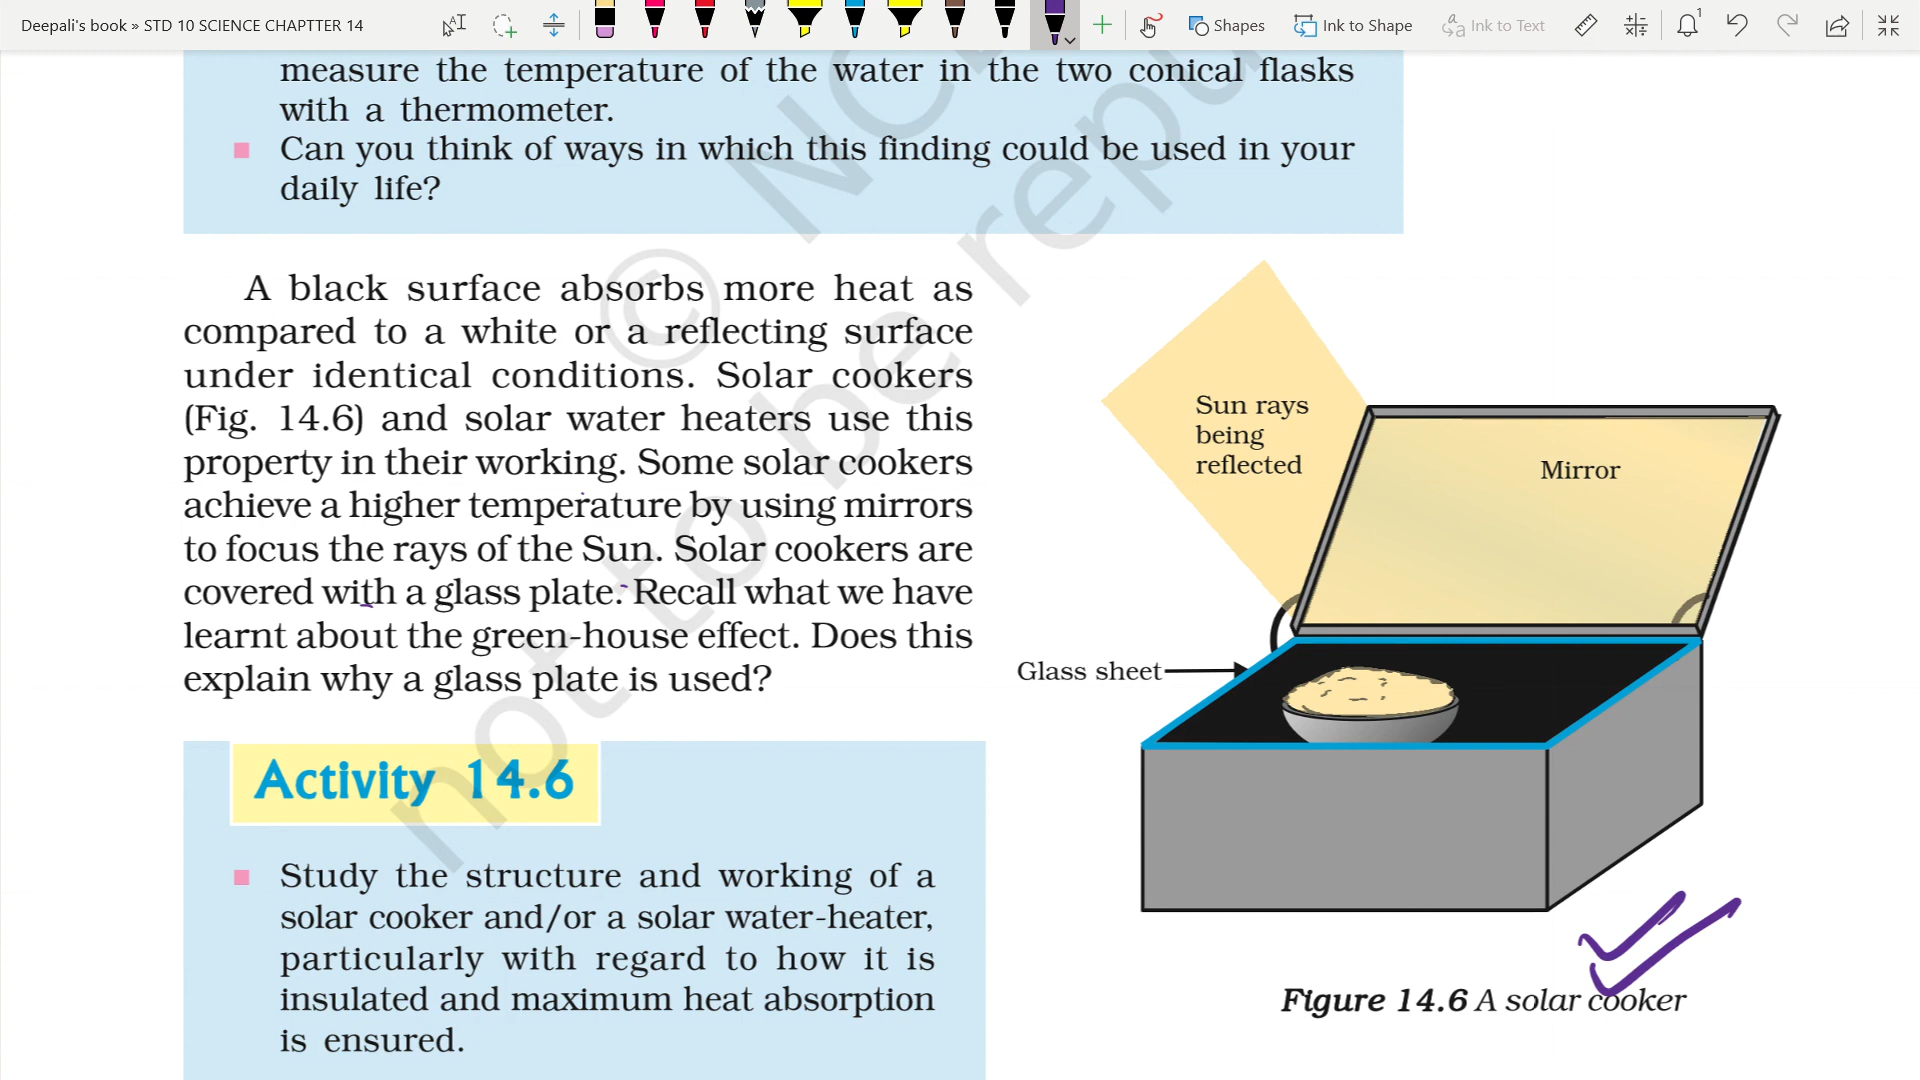 Deepali's book » STD 10 SCIENCE CHAPTTER 14
Shapes
Ink to Shape
Ink to Text
1
measure the temperature of the water in the two conical flasks
with a thermometer.
Can you think of ways in which this finding could be used in your
daily life?
A black surface absorbs more heat as
compared to a white or a reflecting surface
under identical conditions. Solar cookers
(Fig. 14.6) and solar water heaters use this
property in their working. Some solar cookers
achieve a higher temperature by using mirrors
to focus the rays of the Sun. Solar cookers are
covered with a glass plate. Recall what we have
learnt about the green-house effect. Does this
explain why a glass plate is used?
Activity 14.6
Study the structure and working of a
solar cooker and/or a solar water-heater,
particularly with regard to how it is
insulated and maximum heat absorption
is ensured.
Sun rays
being
reflected
Mirror
Glass sheet
Figure 14.6 A solar cooker
© NC
not to be repu